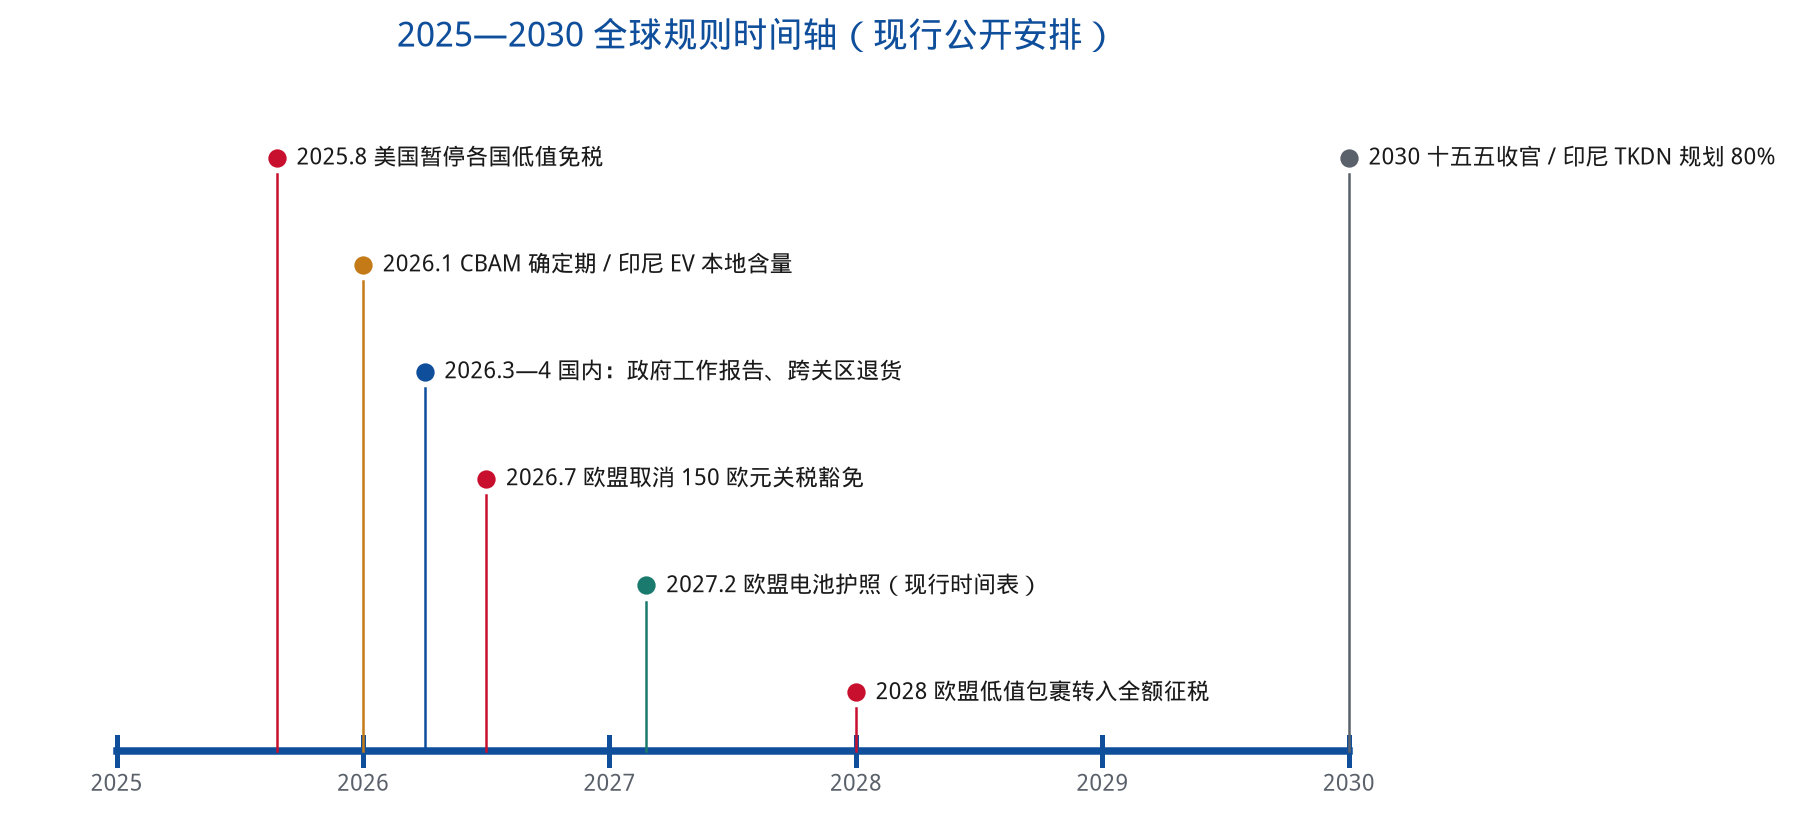 2025—2030 全球规则时间轴（现行公开安排）
2025.8 美国暂停各国低值免税
2030 十五五收官 / 印尼 TKDN 规划 80%
2026.1 CBAM 确定期 / 印尼 EV 本地含量
2026.3—4 国内：政府工作报告、跨关区退货
2026.7 欧盟取消 150 欧元关税豁免
2027.2 欧盟电池护照（现行时间表）
2028 欧盟低值包裹转入全额征税
2025 2026 2027 2028 2029 2030